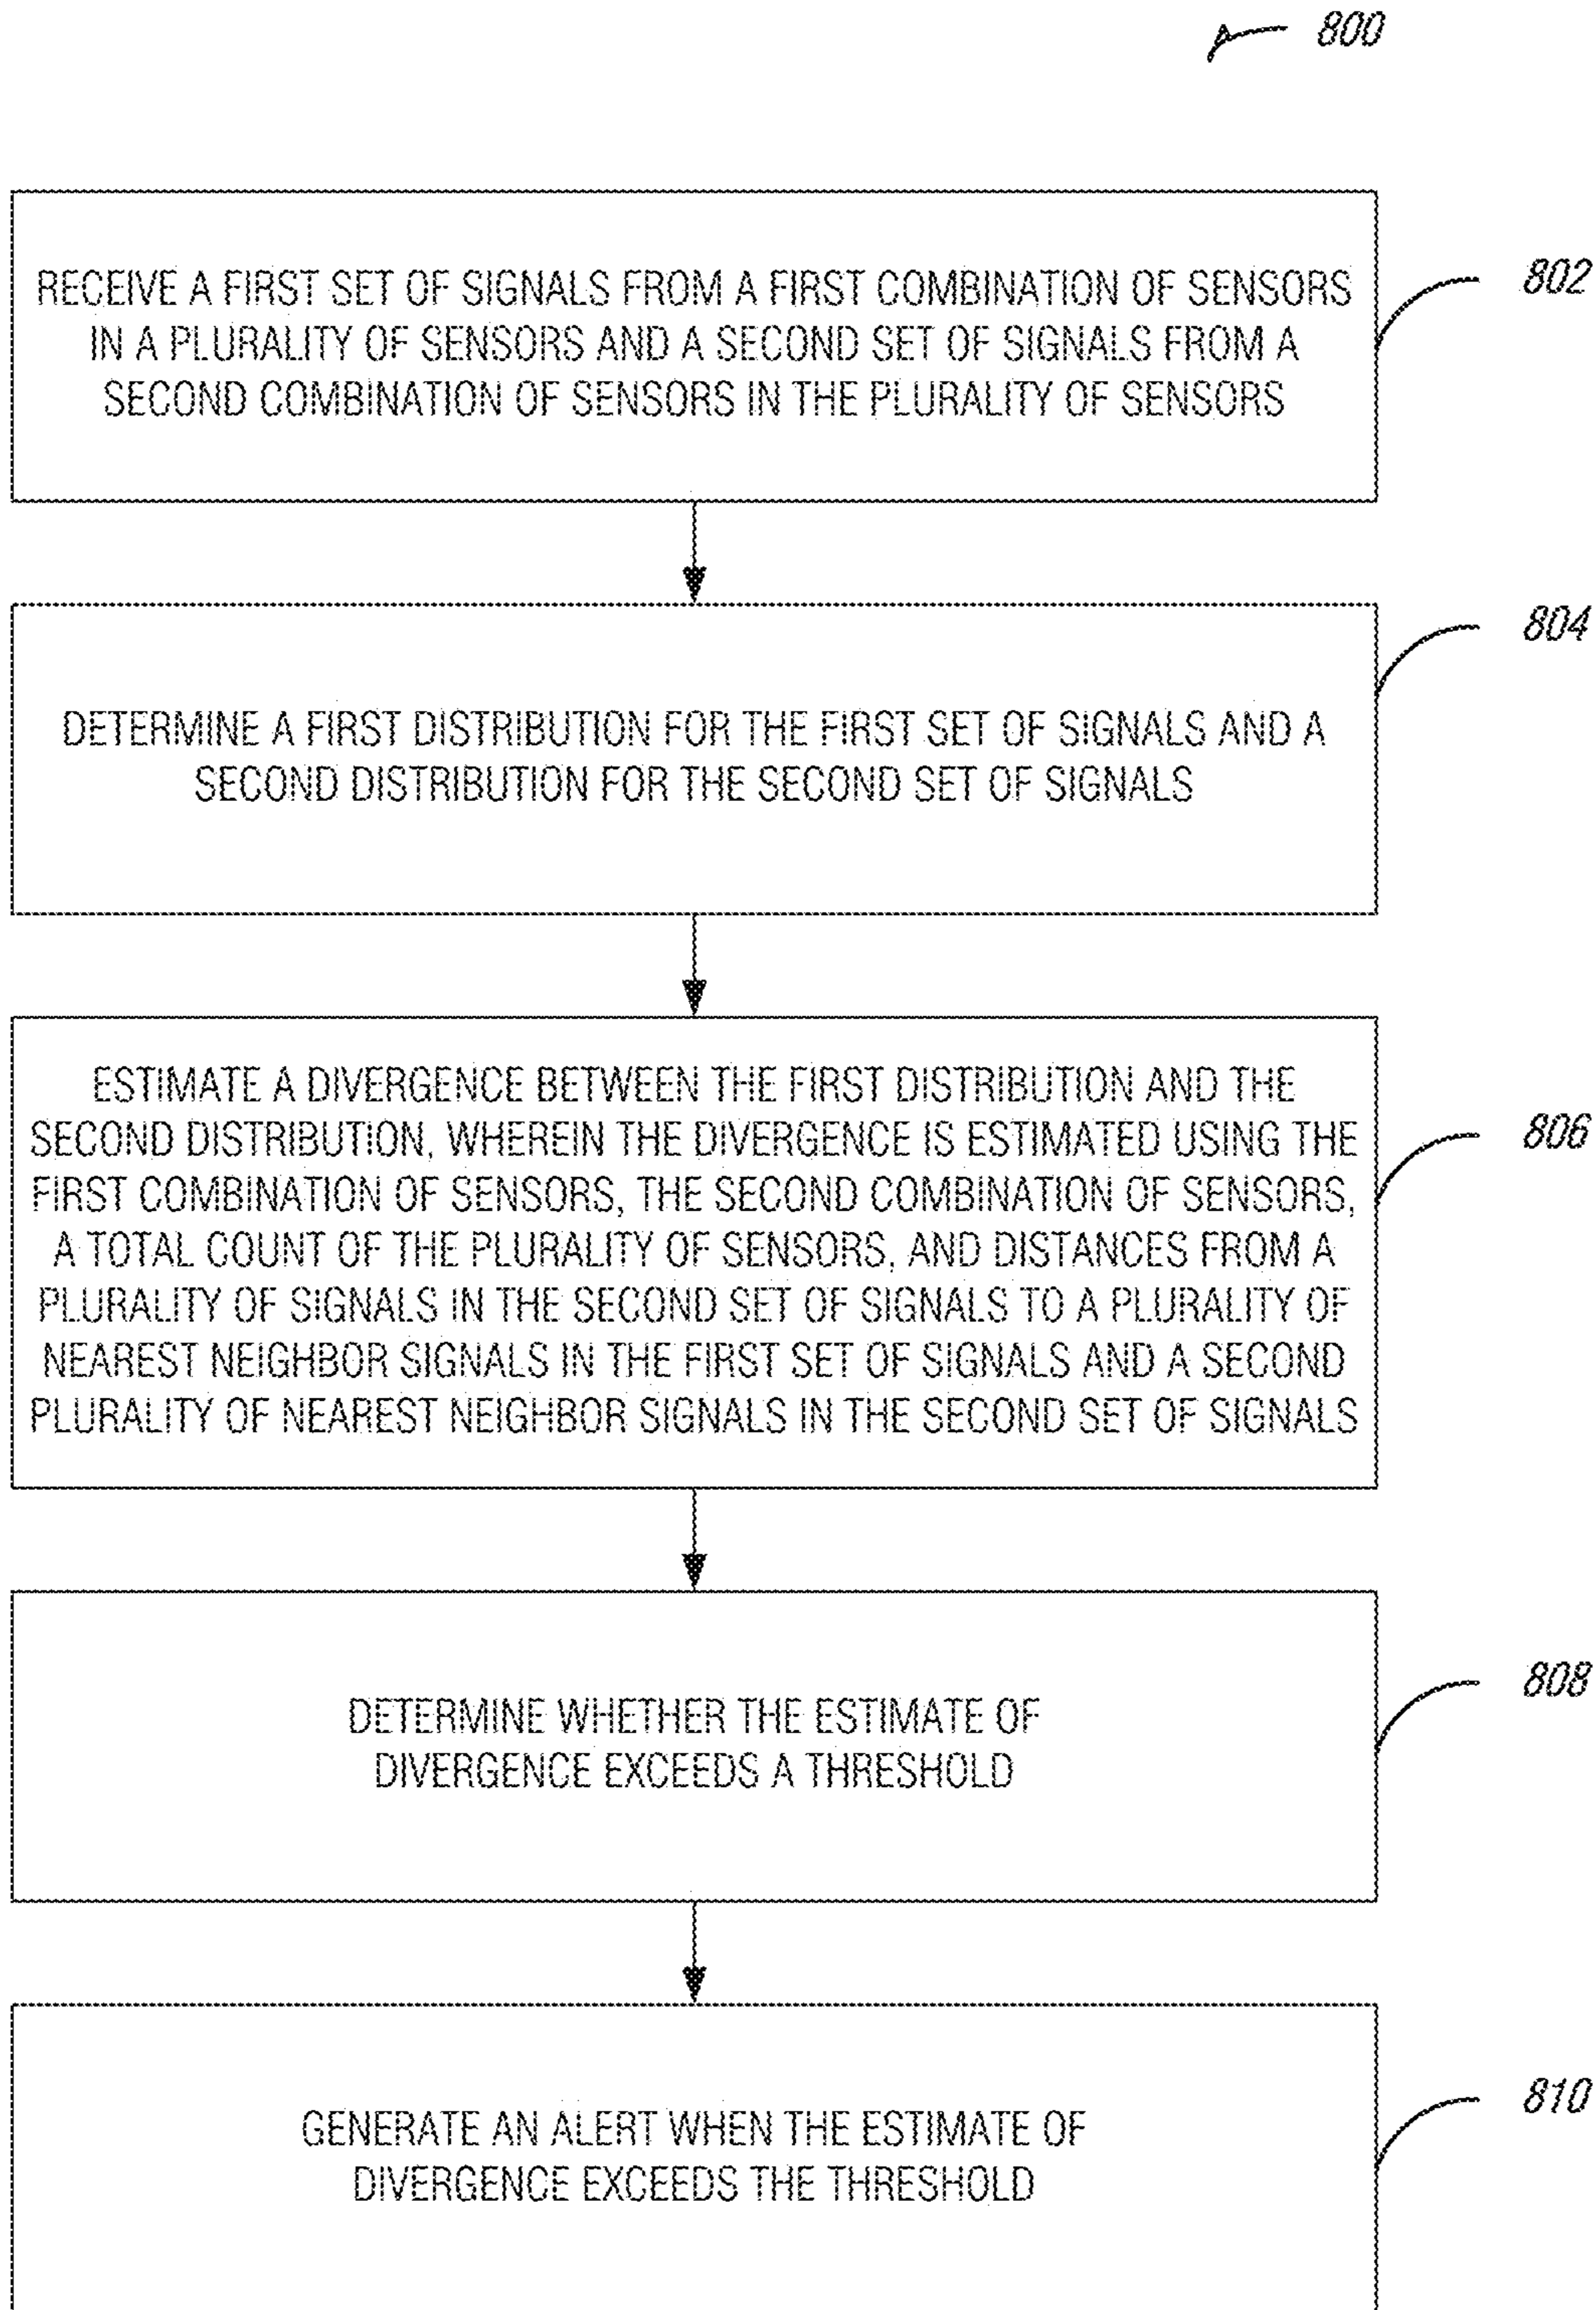 800
RECEIVE A FIRST SET OF SIGNALS FROM A FIRST COMBINATION OF SENSORS
IN A PLURALITY OF SENSORS AND A SECOND SET OF SIGNALS FROM A
SECOND COMBINATION OF SENSORS IN THE PLURALITY OF SENSORS
802
DETERMINE A FIRST DISTRIBUTION FOR THE FIRST SET OF SIGNALS AND A
SECOND DISTRIBUTION FOR THE SECOND SET OF SIGNALS
804
ESTIMATE A DIVERGENCE BETWEEN THE FIRST DISTRIBUTION AND THE
SECOND DISTRIBUTION, WHEREIN THE DIVERGENCE IS ESTIMATED USING THE
FIRST COMBINATION OF SENSORS, THE SECOND COMBINATION OF SENSORS,
A TOTAL COUNT OF THE PLURALITY OF SENSORS, AND DISTANCES FROM A
PLURALITY OF SIGNALS IN THE SECOND SET OF SIGNALS TO A PLURALITY OF
NEAREST NEIGHBOR SIGNALS IN THE FIRST SET OF SIGNALS AND A SECOND
PLURALITY OF NEAREST NEIGHBOR SIGNALS IN THE SECOND SET OF SIGNALS
806
DETERMINE WHETHER THE ESTIMATE OF
DIVERGENCE EXCEEDS A THRESHOLD
808
GENERATE AN ALERT WHEN THE ESTIMATE OF
DIVERGENCE EXCEEDS THE THRESHOLD
810